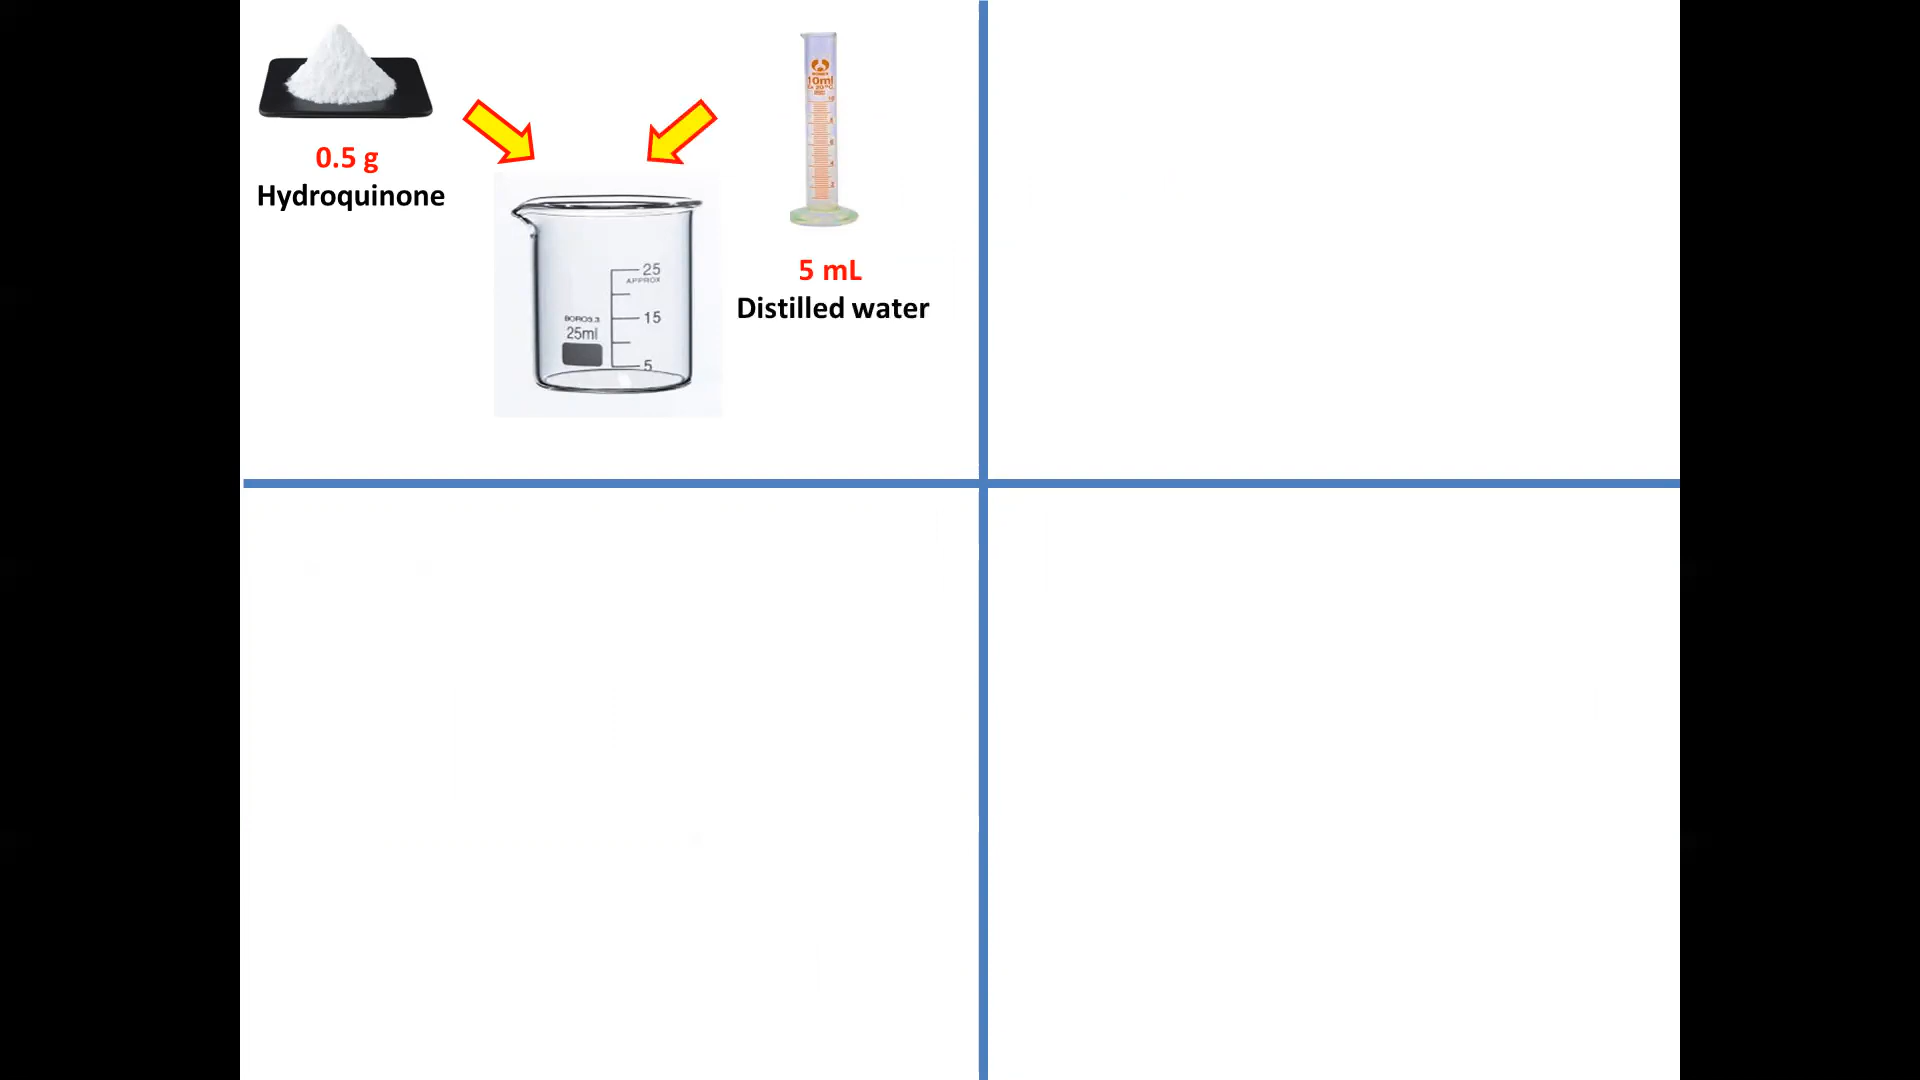 0.5 g
Hydroquinone
10ml
5 mL
Distilled water
25
APPROX
BORO3.3
15
25ml
5